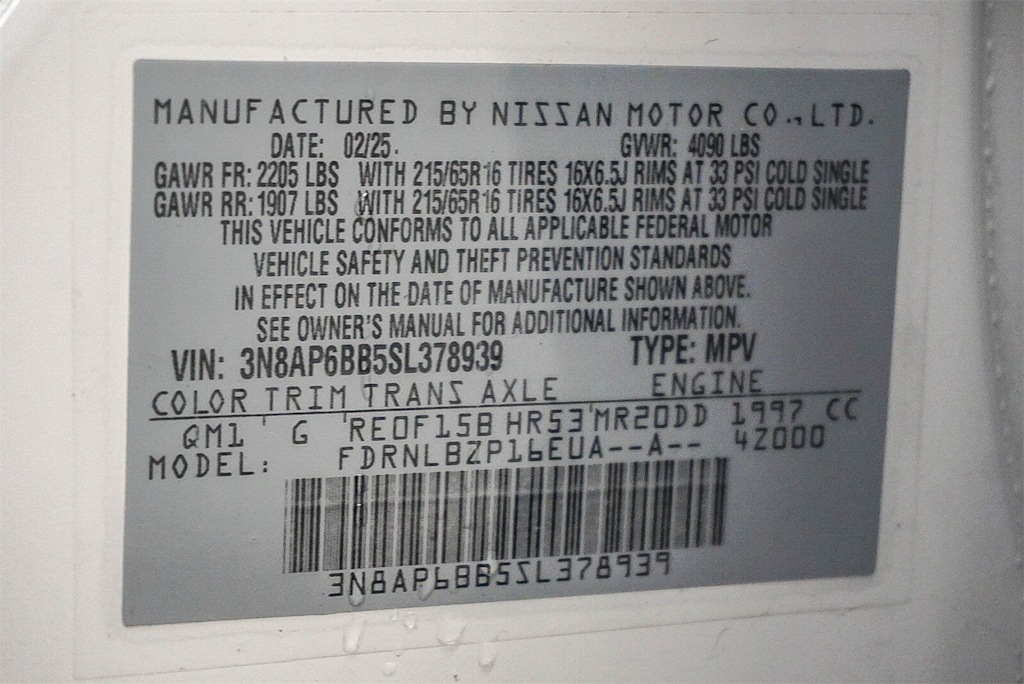 MANUFACTURED BY NISSAN MOTOR CO., LTD.
DATE: 02/25. GVWR: 4090 LBS
GAWR FR: 2205 LBS WITH 215/65R16 TIRES 16X6.5J RIMS AT 33 PSI COLD SINGLE
GAWR RR: 1907 LBS WITH 215/65R16 TIRES 16X6.5J RIMS AT 33 PSI COLD SINGLE
THIS VEHICLE CONFORMS TO ALL APPLICABLE FEDERAL MOTOR
VEHICLE SAFETY AND THEFT PREVENTION STANDARDS
IN EFFECT ON THE DATE OF MANUFACTURE SHOWN ABOVE.
SEE OWNER'S MANUAL FOR ADDITIONAL INFORMATION.
VIN: 3N8AP6BB5SL378939 TYPE: MPV
COLOR TRIM TRANS AXLE ENGINE
QM1 ' G 'RE0F15B HR53'MR20DD 1997 CC
MODEL: FDRNLBZP16EUA--A-- 4Z000
3N8AP6BB5SL378939